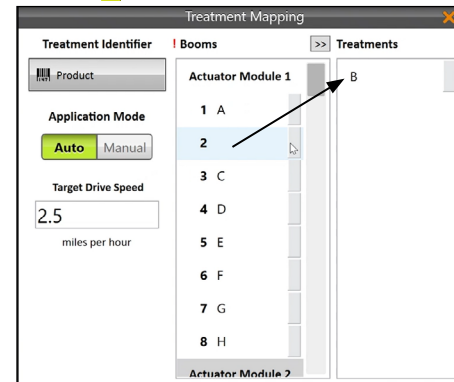 Treatment Mapping
Treatment Identifier
Product
Application Mode
Auto Manual
Target Drive Speed
2.5
miles per hour
! Booms >>
Actuator Module 1
1 A
2
3 C
4 D
5 E
6 F
7 G
8 H
Actuator Module 2
Treatments
B